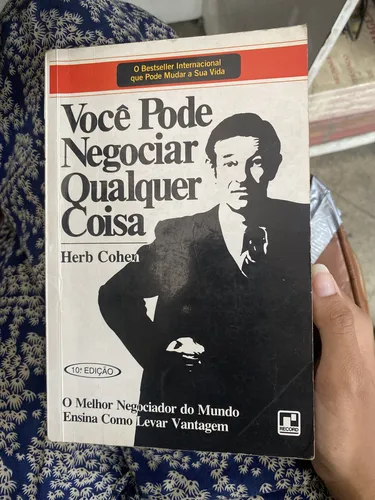 O Bestseller Internacional
que Pode Mudar a Sua Vida
Você Pode
Negociar
Qualquer
Coisa
Herb Cohen
10ª EDIÇÃO
O Melhor Negociador do Mundo
Ensina Como Levar Vantagem
RECORD